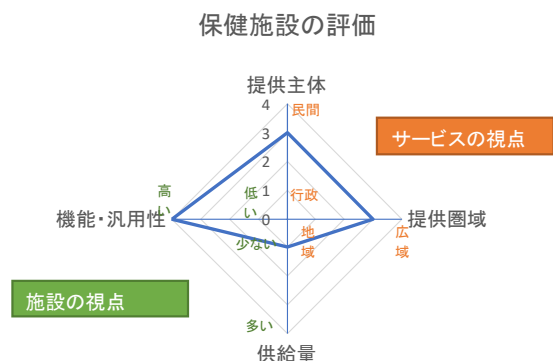 保健施設の評価
提供主体
4
民間
3
サービスの視点
2
高
い
低
い
1
行政
機能・汎用性
0
提供圏域
少ない
地
域
広
域
施設の視点
多い
供給量